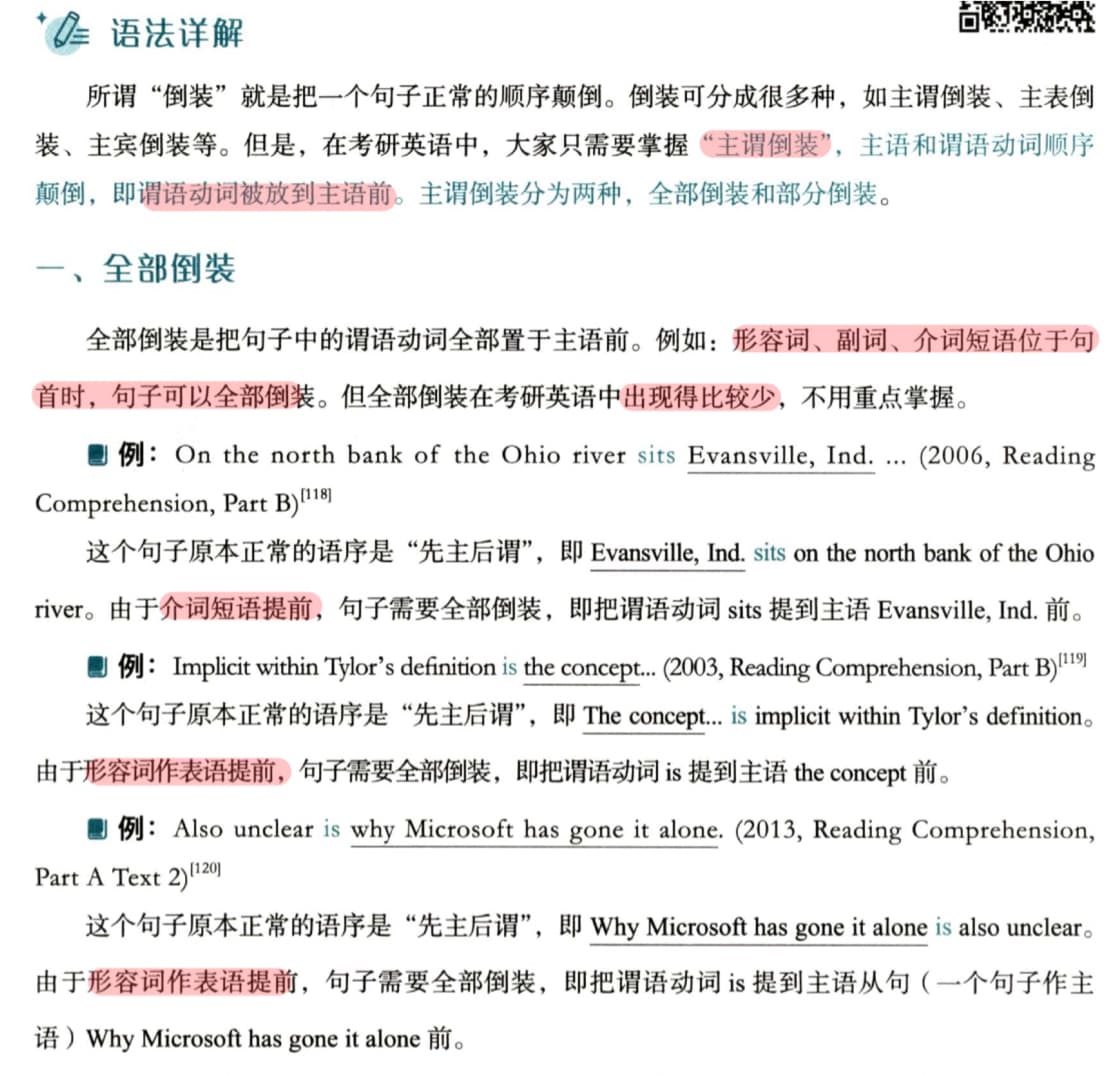 语法详解
所谓“倒装”就是把一个句子正常的顺序颠倒。倒装可分成很多种，如主谓倒装、主表倒
装、主宾倒装等。但是，在考研英语中，大家只需要掌握“主谓倒装”，主语和谓语动词顺序
颠倒，即谓语动词被放到主语前。主谓倒装分为两种，全部倒装和部分倒装。
一、全部倒装
全部倒装是把句子中的谓语动词全部置于主语前。例如：形容词、副词、介词短语位于句
首时，句子可以全部倒装。但全部倒装在考研英语中出现得比较少，不用重点掌握。
例：On the north bank of the Ohio river sits Evansville, Ind. ... (2006, Reading
Comprehension, Part B)[118]
这个句子原本正常的语序是“先主后谓”，即 Evansville, Ind. sits on the north bank of the Ohio
river。由于介词短语提前，句子需要全部倒装，即把谓语动词 sits 提到主语 Evansville, Ind. 前。
例：Implicit within Tylor’s definition is the concept... (2003, Reading Comprehension, Part B)[119]
这个句子原本正常的语序是“先主后谓”，即 The concept... is implicit within Tylor’s definition。
由于形容词作表语提前，句子需要全部倒装，即把谓语动词 is 提到主语 the concept 前。
例：Also unclear is why Microsoft has gone it alone. (2013, Reading Comprehension,
Part A Text 2)[120]
这个句子原本正常的语序是“先主后谓”，即 Why Microsoft has gone it alone is also unclear。
由于形容词作表语提前，句子需要全部倒装，即把谓语动词 is 提到主语从句（一个句子作主
语）Why Microsoft has gone it alone 前。